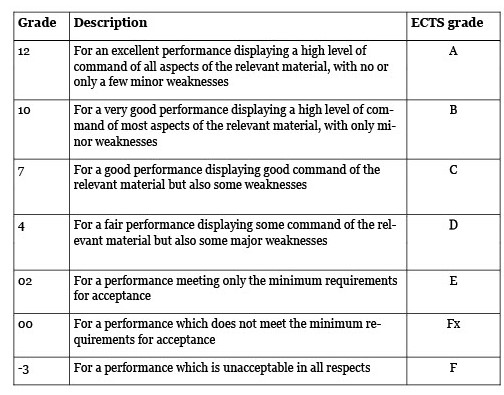 Grade Description ECTS grade
12 For an excellent performance displaying a high level of A
command of all aspects of the relevant material, with no or
only a few minor weaknesses
10 For a very good performance displaying a high level of com- B
mand of most aspects of the relevant material, with only mi-
nor weaknesses
7 For a good performance displaying good command of the C
relevant material but also some weaknesses
4 For a fair performance displaying some command of the rel- D
evant material but also some major weaknesses
02 For a performance meeting only the minimum requirements E
for acceptance
00 For a performance which does not meet the minimum re- Fx
quirements for acceptance
-3 For a performance which is unacceptable in all respects F